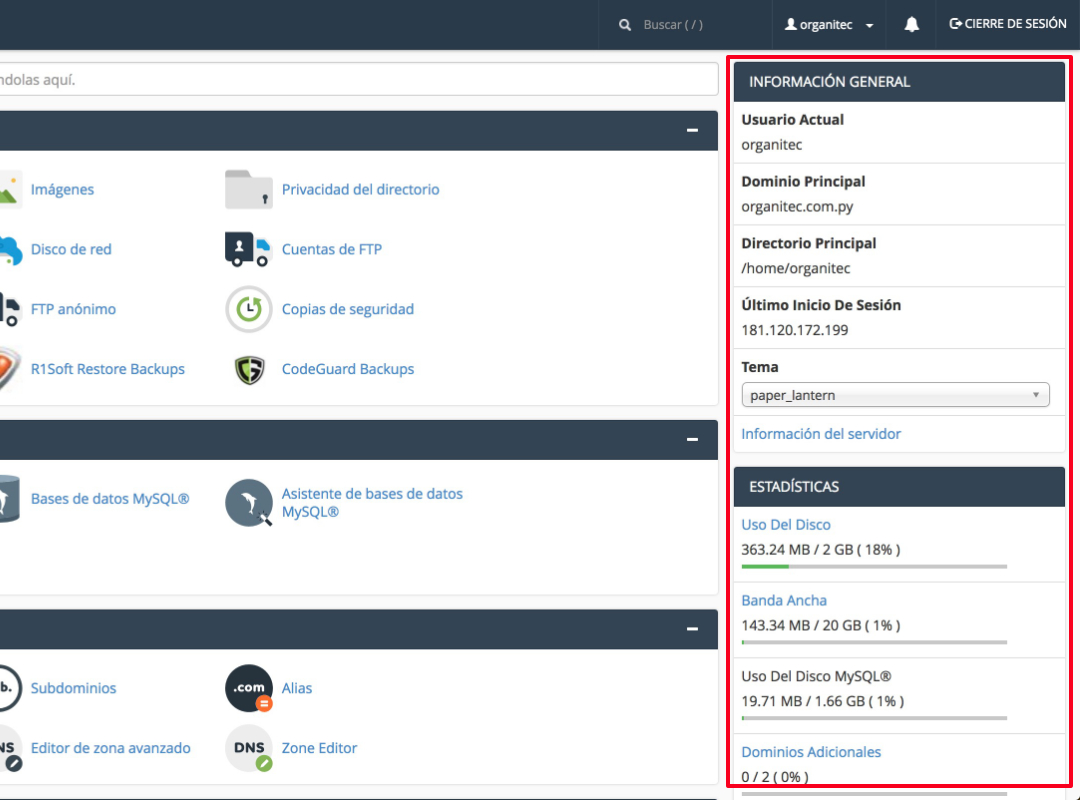 Buscar ( / )
organitec
CIERRE DE SESIÓN
ndolas aquí.
Imágenes
Privacidad del directorio
Disco de red
Cuentas de FTP
FTP anónimo
Copias de seguridad
R1Soft Restore Backups
CodeGuard Backups
Bases de datos MySQL®
Asistente de bases de datos
MySQL®
b.
Subdominios
.com
Alias
NS
Editor de zona avanzado
DNS
Zone Editor
INFORMACIÓN GENERAL
Usuario Actual
organitec
Dominio Principal
organitec.com.py
Directorio Principal
/home/organitec
Último Inicio De Sesión
181.120.172.199
Tema
paper_lantern
Información del servidor
ESTADÍSTICAS
Uso Del Disco
363.24 MB / 2 GB ( 18% )
Banda Ancha
143.34 MB / 20 GB ( 1% )
Uso Del Disco MySQL®
19.71 MB / 1.66 GB ( 1% )
Dominios Adicionales
0 / 2 ( 0% )